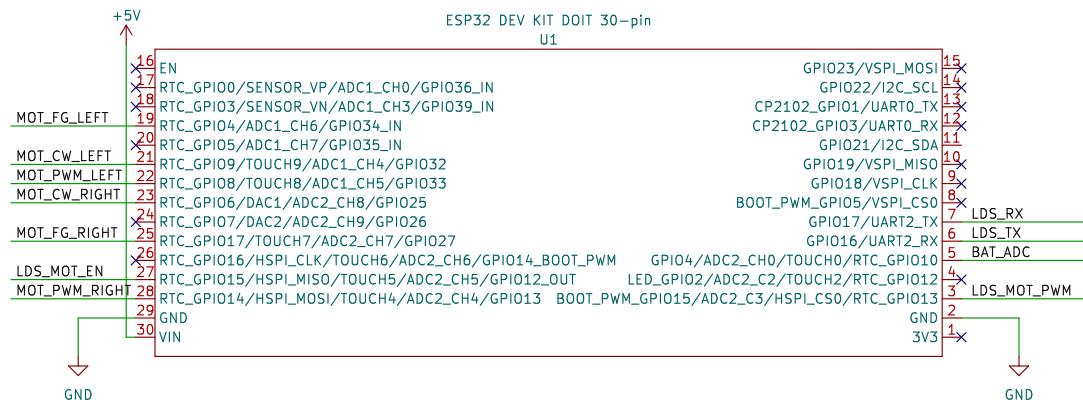 +5V
ESP32 DEV KIT DOIT 30-pin
U1
16 EN
17 RTC_GPIO0/SENSOR_VP/ADC1_CH0/GPIO36_IN
18 RTC_GPIO3/SENSOR_VN/ADC1_CH3/GPIO39_IN
MOT_FG_LEFT 19 RTC_GPIO4/ADC1_CH6/GPIO34_IN
20 RTC_GPIO5/ADC1_CH7/GPIO35_IN
MOT_CW_LEFT 21 RTC_GPIO9/TOUCH9/ADC1_CH4/GPIO32
MOT_PWM_LEFT 22 RTC_GPIO8/TOUCH8/ADC1_CH5/GPIO33
MOT_CW_RIGHT 23 RTC_GPIO6/DAC1/ADC2_CH8/GPIO25
24 RTC_GPIO7/DAC2/ADC2_CH9/GPIO26
MOT_FG_RIGHT 25 RTC_GPIO17/TOUCH7/ADC2_CH7/GPIO27
26 RTC_GPIO16/HSPI_CLK/TOUCH6/ADC2_CH6/GPIO14_BOOT_PWM
LDS_MOT_EN 27 RTC_GPIO15/HSPI_MISO/TOUCH5/ADC2_CH5/GPIO12_OUT
MOT_PWM_RIGHT 28 RTC_GPIO14/HSPI_MOSI/TOUCH4/ADC2_CH4/GPIO13
29 GND
30 VIN
GPIO23/VSPI_MOSI 15
GPIO22/I2C_SCL 14
CP2102_GPIO1/UART0_TX 13
CP2102_GPIO3/UART0_RX 12
GPIO21/I2C_SDA 11
GPIO19/VSPI_MISO 10
GPIO18/VSPI_CLK 9
BOOT_PWM_GPIO5/VSPI_CS0 8
GPIO17/UART2_TX 7 LDS_RX
GPIO16/UART2_RX 6 LDS_TX
GPIO4/ADC2_CH0/TOUCH0/RTC_GPIO10 5 BAT_ADC
LED_GPIO2/ADC2_C2/TOUCH2/RTC_GPIO12 4
BOOT_PWM_GPIO15/ADC2_C3/HSPI_CS0/RTC_GPIO13 3 LDS_MOT_PWM
GND 2
3V3 1
GND
GND